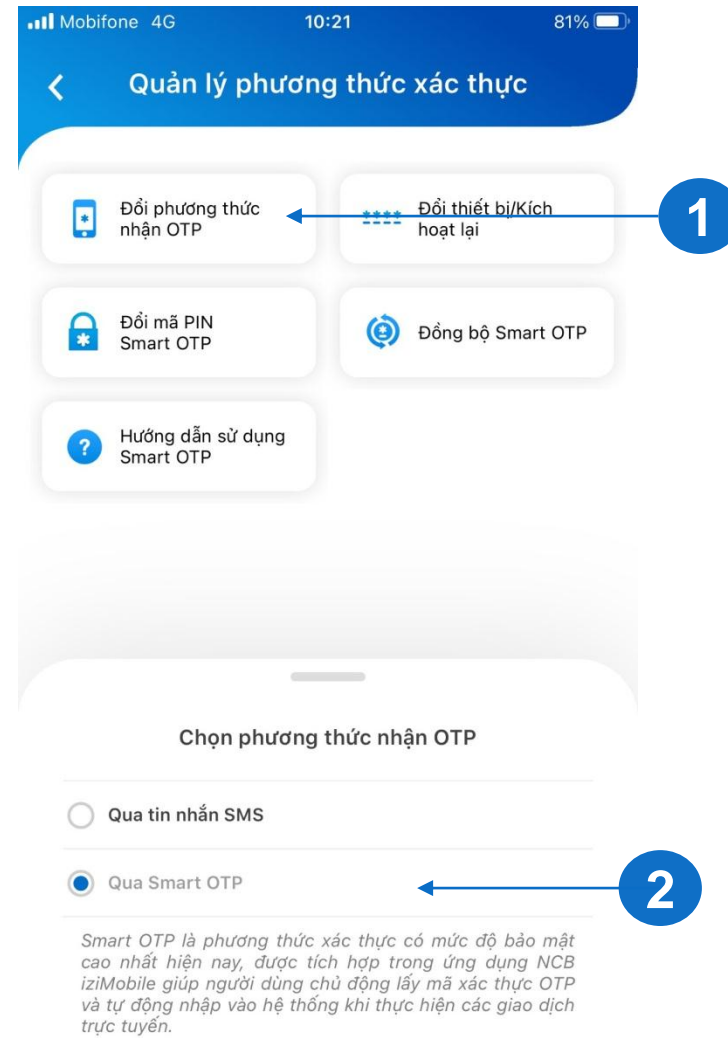 Mobifone 4G 10:21 81%
Quản lý phương thức xác thực
Đổi phương thức
nhận OTP
Đổi thiết bị/Kích
hoạt lại
1
Đổi mã PIN
Smart OTP
Đồng bộ Smart OTP
Hướng dẫn sử dụng
Smart OTP
Chọn phương thức nhận OTP
Qua tin nhắn SMS
Qua Smart OTP
2
Smart OTP là phương thức xác thực có mức độ bảo mật
cao nhất hiện nay, được tích hợp trong ứng dụng NCB
iziMobile giúp người dùng chủ động lấy mã xác thực OTP
và tự động nhập vào hệ thống khi thực hiện các giao dịch
trực tuyến.